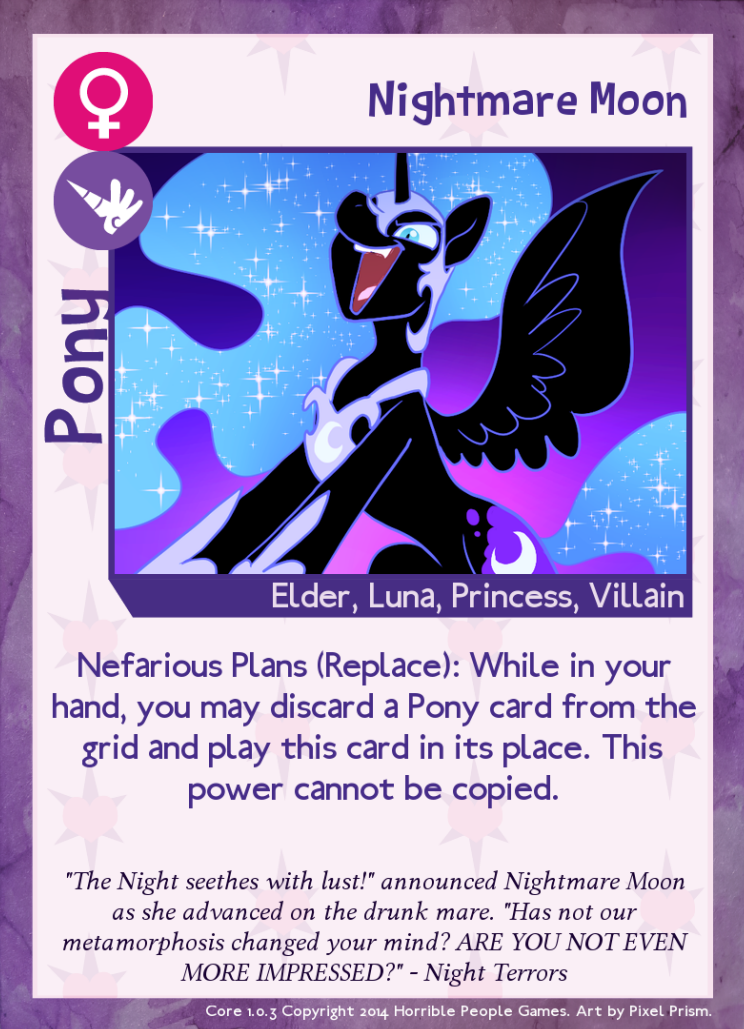 Nightmare Moon
Pony
Elder, Luna, Princess, Villain
Nefarious Plans (Replace): While in your
hand, you may discard a Pony card from the
grid and play this card in its place. This
power cannot be copied.
"The Night seethes with lust!" announced Nightmare Moon
as she advanced on the drunk mare. "Has not our
metamorphosis changed your mind? ARE YOU NOT EVEN
MORE IMPRESSED?" - Night Terrors
Core 1.0.3 Copyright 2014 Horrible People Games. Art by Pixel Prism.